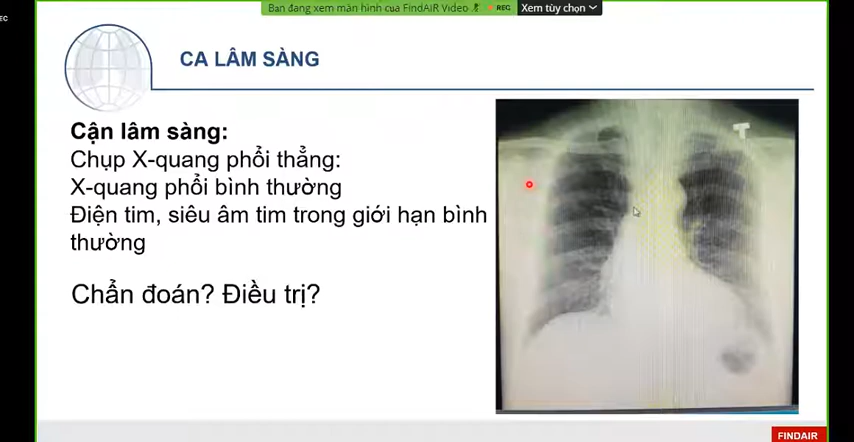 EC
Bạn đang xem màn hình của FindAIR Video
REC
Xem tùy chọn
CA LÂM SÀNG
Cận lâm sàng:
Chụp X-quang phổi thẳng:
X-quang phổi bình thường
Điện tim, siêu âm tim trong giới hạn bình
thường
Chẩn đoán? Điều trị?
T
FINDAIR